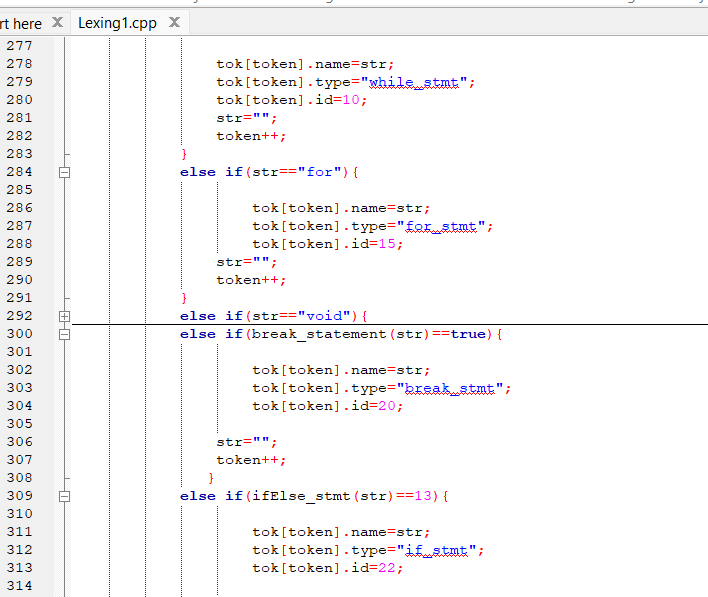 rt here Lexing1.cpp
277
278 tok[token].name=str;
279 tok[token].type="while_stmt";
280 tok[token].id=10;
281 str="";
282 token++;
283 }
284 else if(str=="for"){
285
286 tok[token].name=str;
287 tok[token].type="for_stmt";
288 tok[token].id=15;
289 str="";
290 token++;
291 }
292 else if(str=="void"){
300 else if(break_statement(str)==true){
301
302 tok[token].name=str;
303 tok[token].type="break_stmt";
304 tok[token].id=20;
305
306 str="";
307 token++;
308 }
309 else if(ifElse_stmt(str)==13){
310
311 tok[token].name=str;
312 tok[token].type="if_stmt";
313 tok[token].id=22;
314